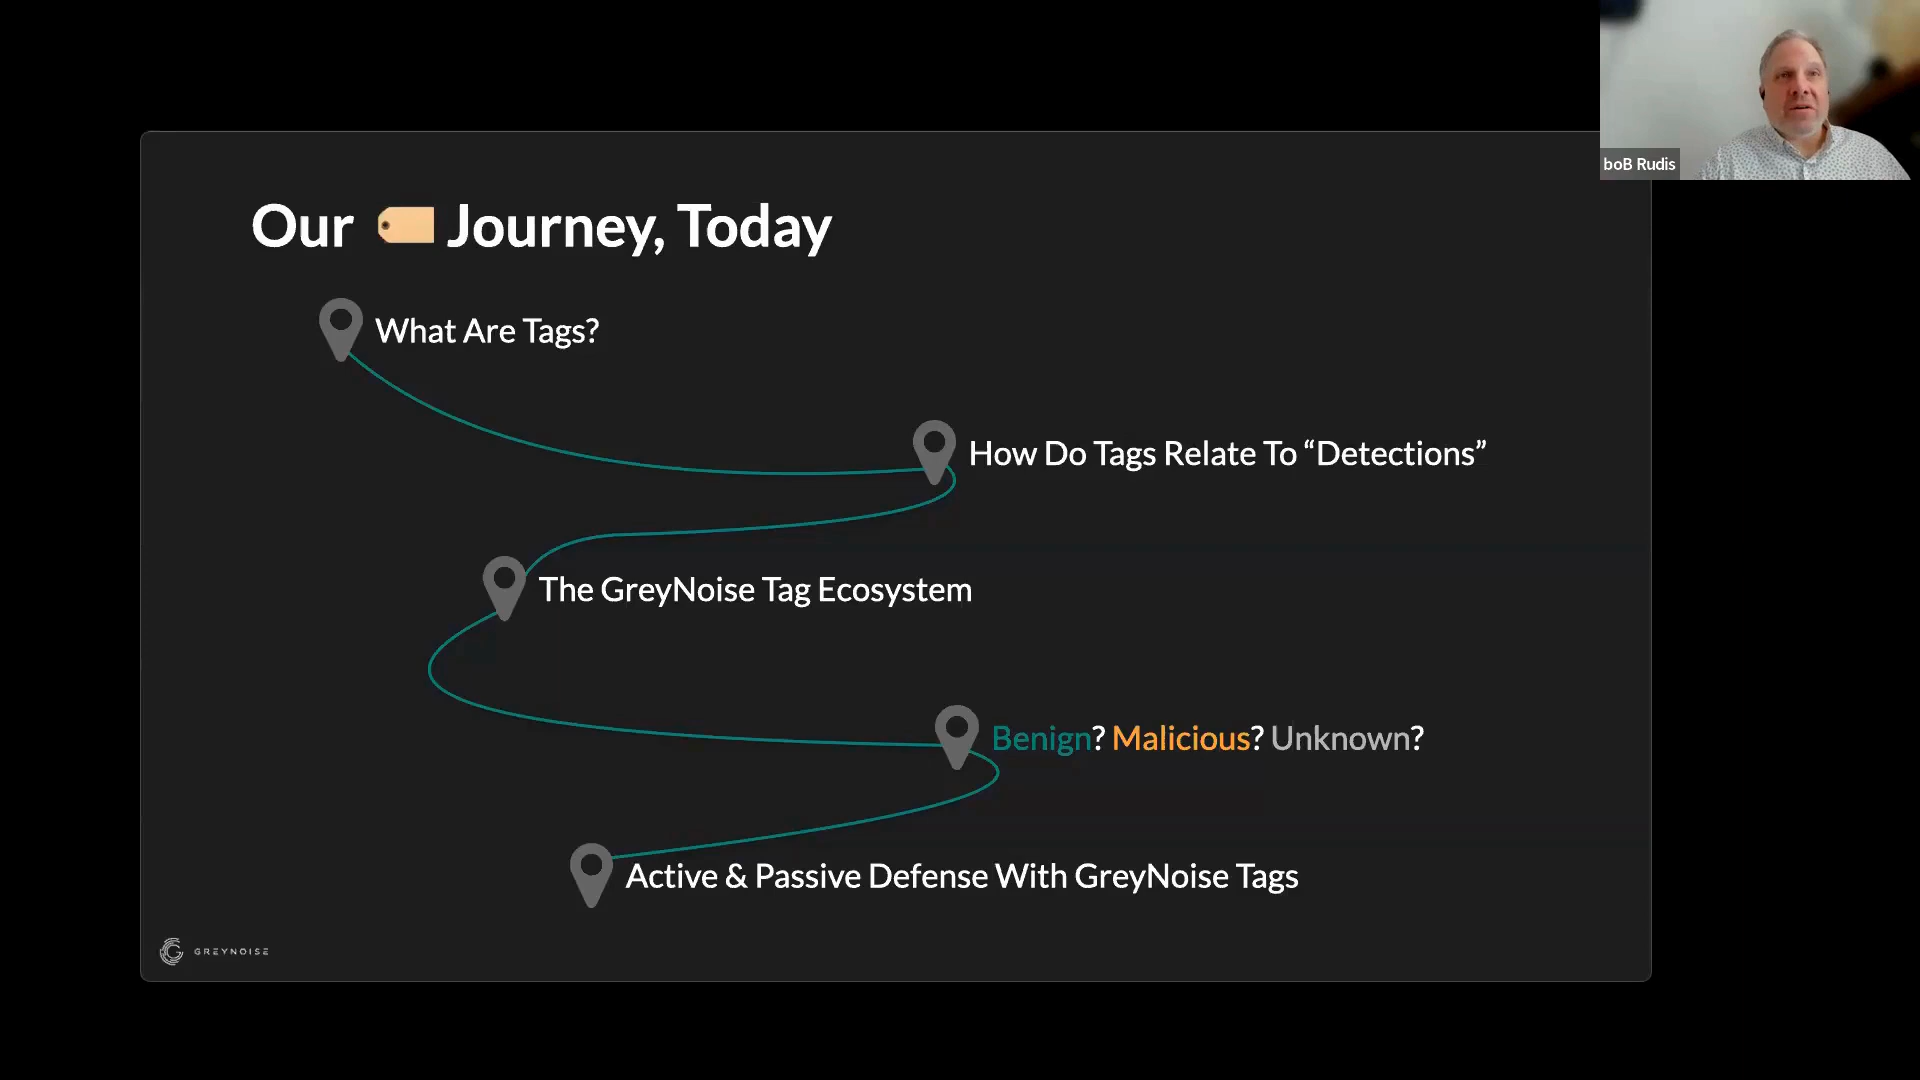 boB Rudis
Our Journey, Today
What Are Tags?
How Do Tags Relate To “Detections”
The GreyNoise Tag Ecosystem
Benign? Malicious? Unknown?
Active & Passive Defense With GreyNoise Tags
GREYNOISE